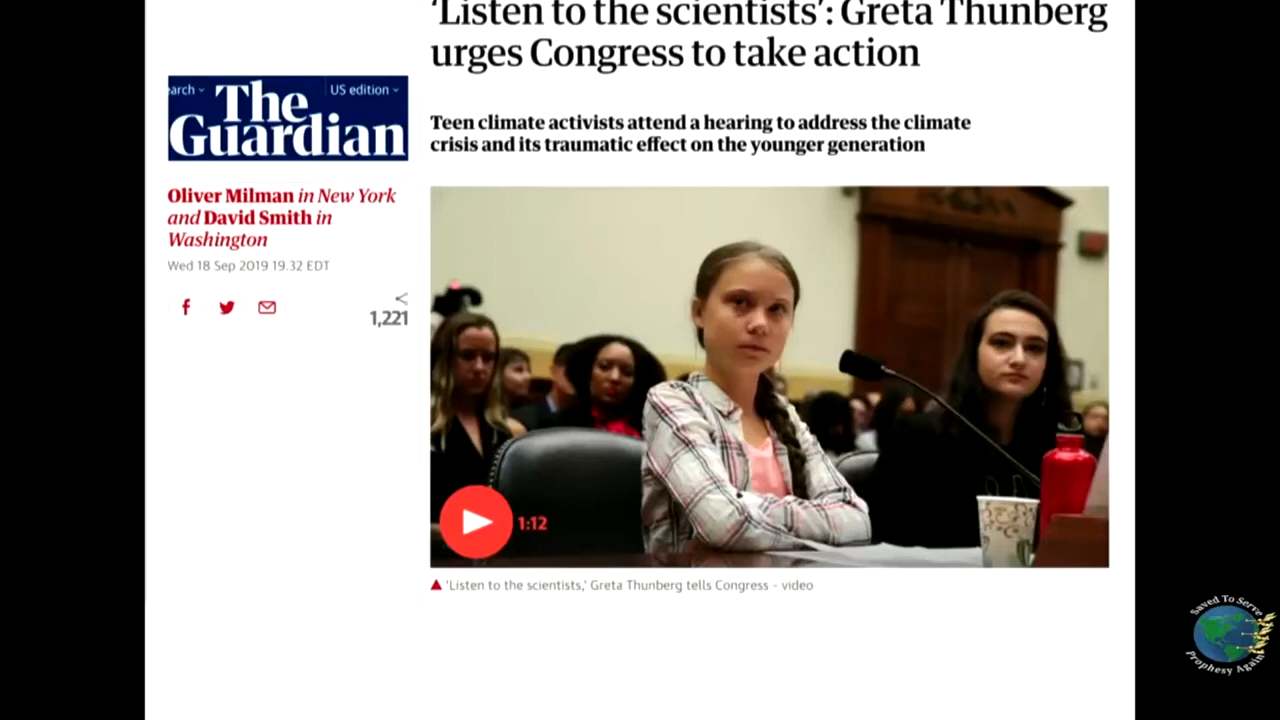 'Listen to the scientists': Greta Thunberg
urges Congress to take action
arch
US edition
The
Guardian
Teen climate activists attend a hearing to address the climate
crisis and its traumatic effect on the younger generation
Oliver Milman in New York
and David Smith in
Washington
Wed 18 Sep 2019 19.32 EDT
1,221
1:12
'Listen to the scientists,' Greta Thunberg tells Congress - video
Saved To Serve
Prophesy Again